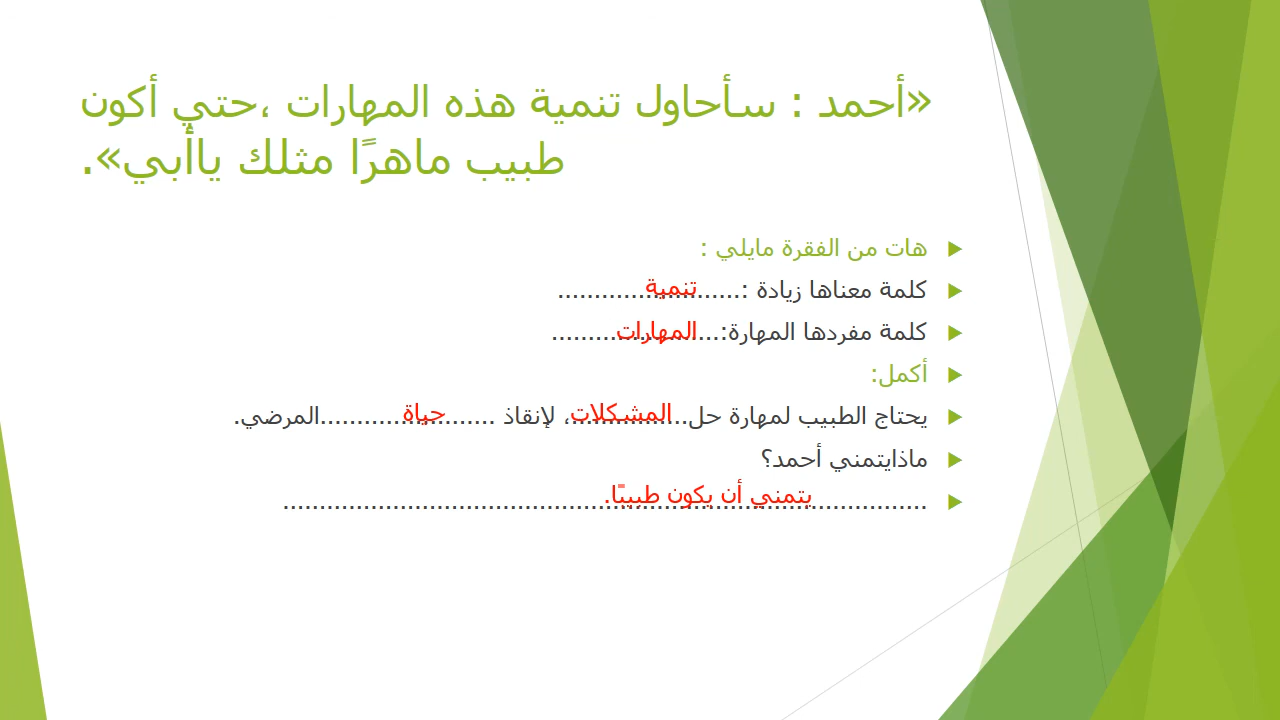 «أحمد : سأحاول تنمية هذه المهارات ،حتي أكون
طبيب ماهرًا مثلك ياأبي».
هات من الفقرة مايلي :
كلمة معناها زيادة :.........تنمية................
كلمة مفردها المهارة:...المهارات.........
أكمل:
يحتاج الطبيب لمهارة حل..المشكلات، لإنقاذ .......حياة...........المرضي.
ماذايتمني أحمد؟
................يتمني أن يكون طبيبًا.............................................